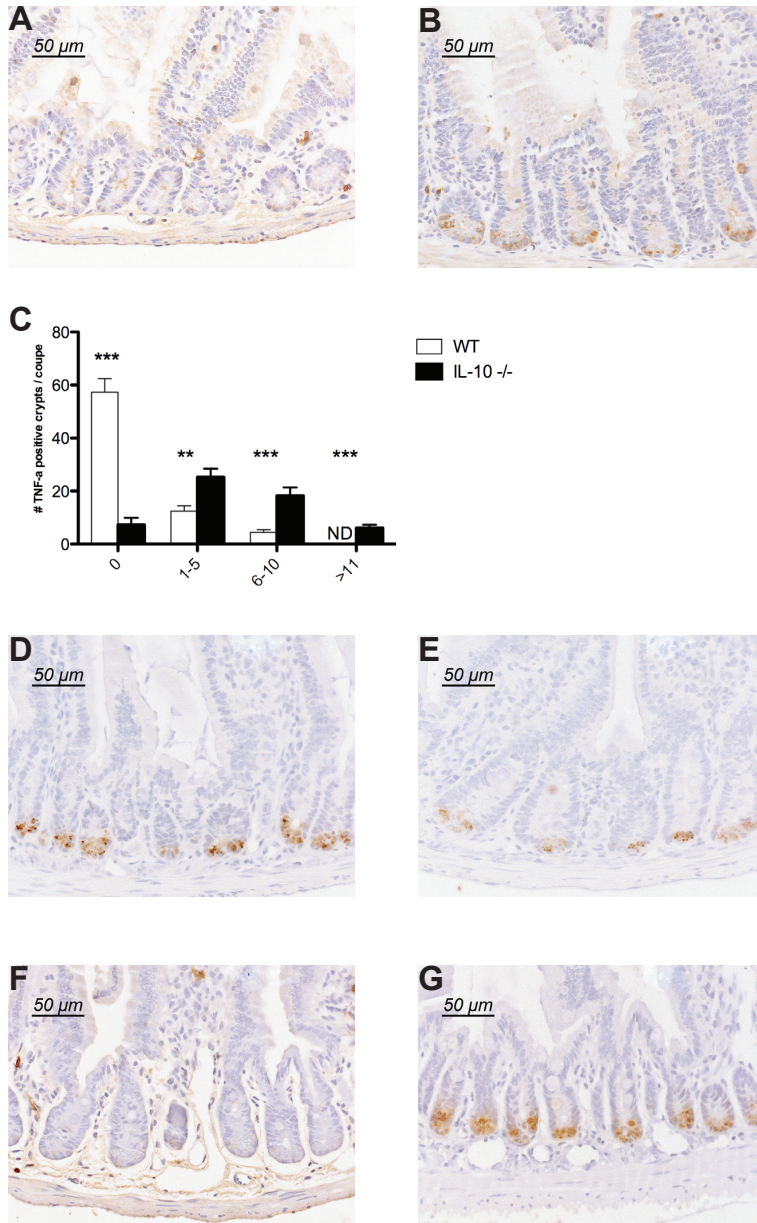 A
50 µm
B
50 µm
C
# TNF-a positive crypts / coupe
80
60
40
20
0
***
**
***
***
ND
0
1-5
6-10
>11
WT
IL-10 -/-
D
50 µm
E
50 µm
F
50 µm
G
50 µm